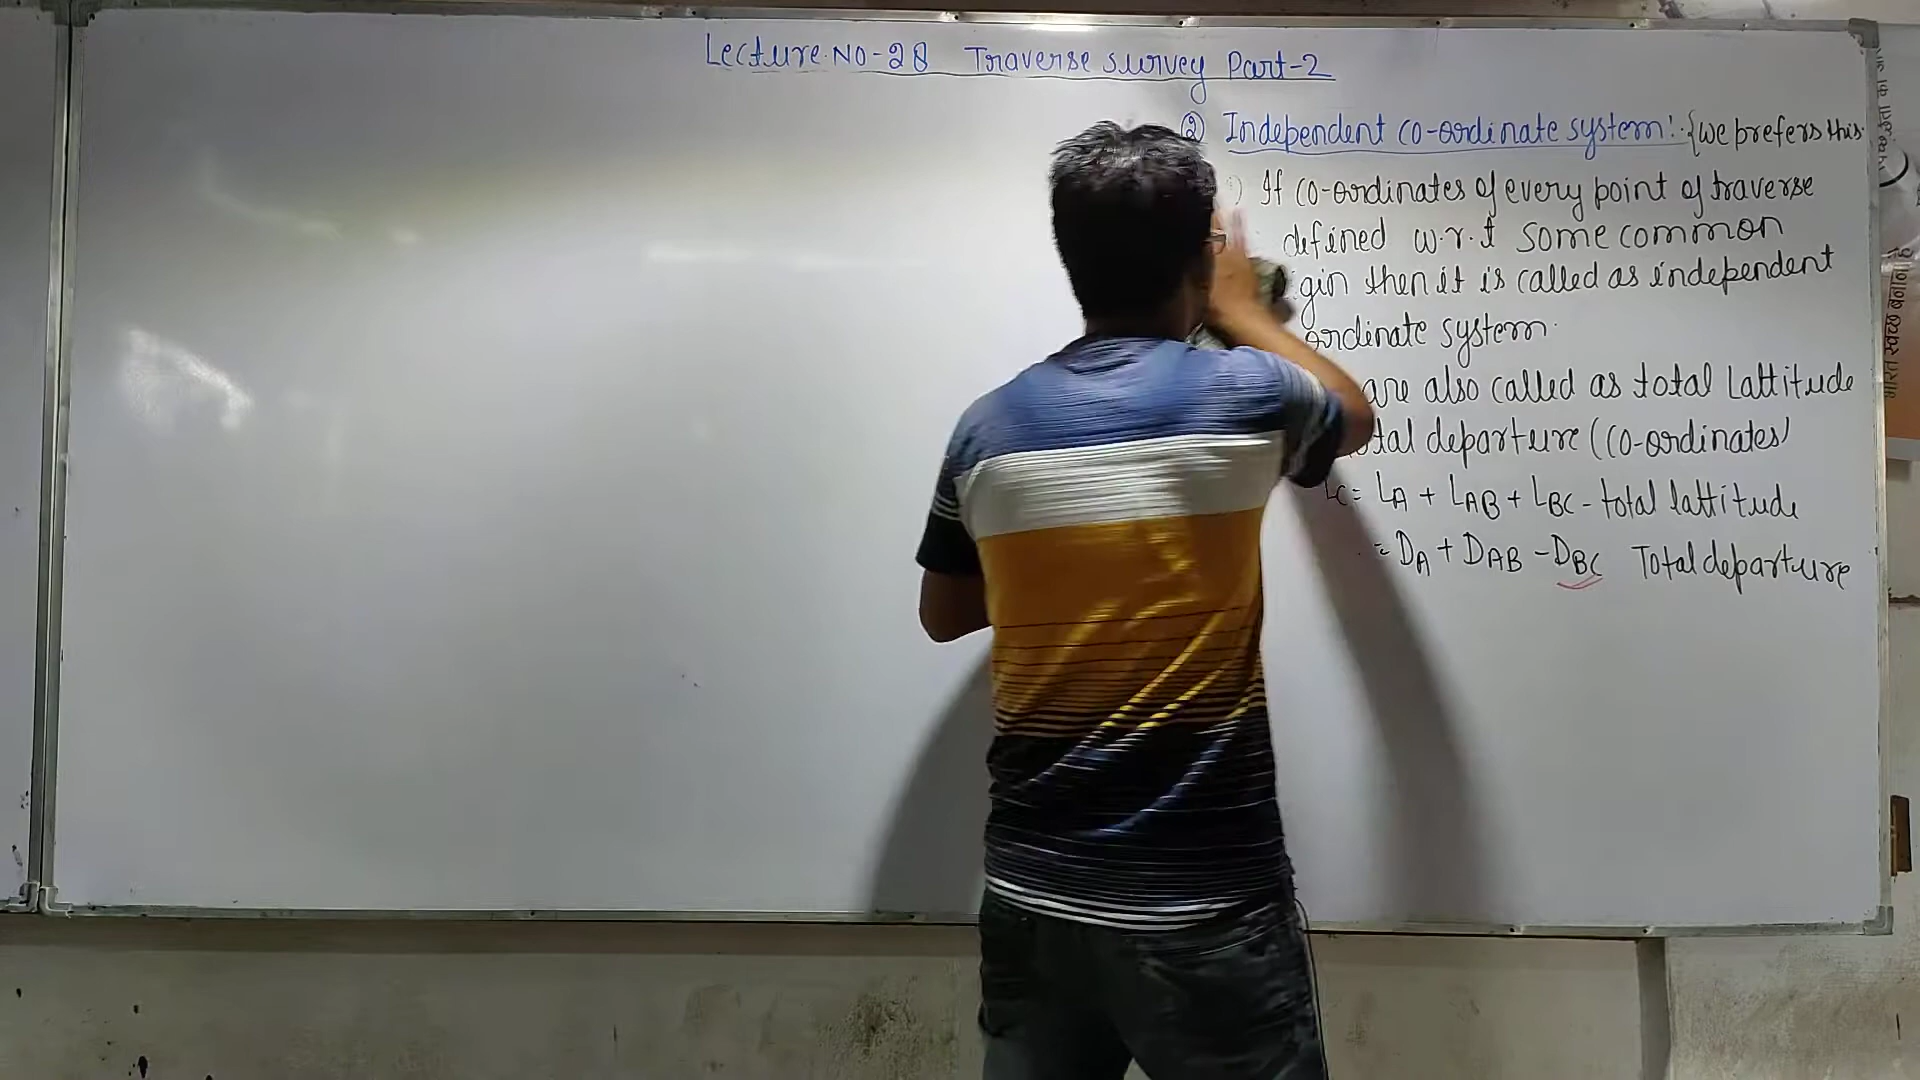 Lecture.No-28 Traverse survey Part-2
② Independent co-ordinate system: {we prefers this
) If co-ordinates of every point of traverse
defined w.r.t some common
gin then it is called as independent
ordinate system.
are also called as total Lattitude
tal departure (co-ordinates)
Lc = LA + LAB + LBC - total lattitude
= DA + DAB - DBC Total departure